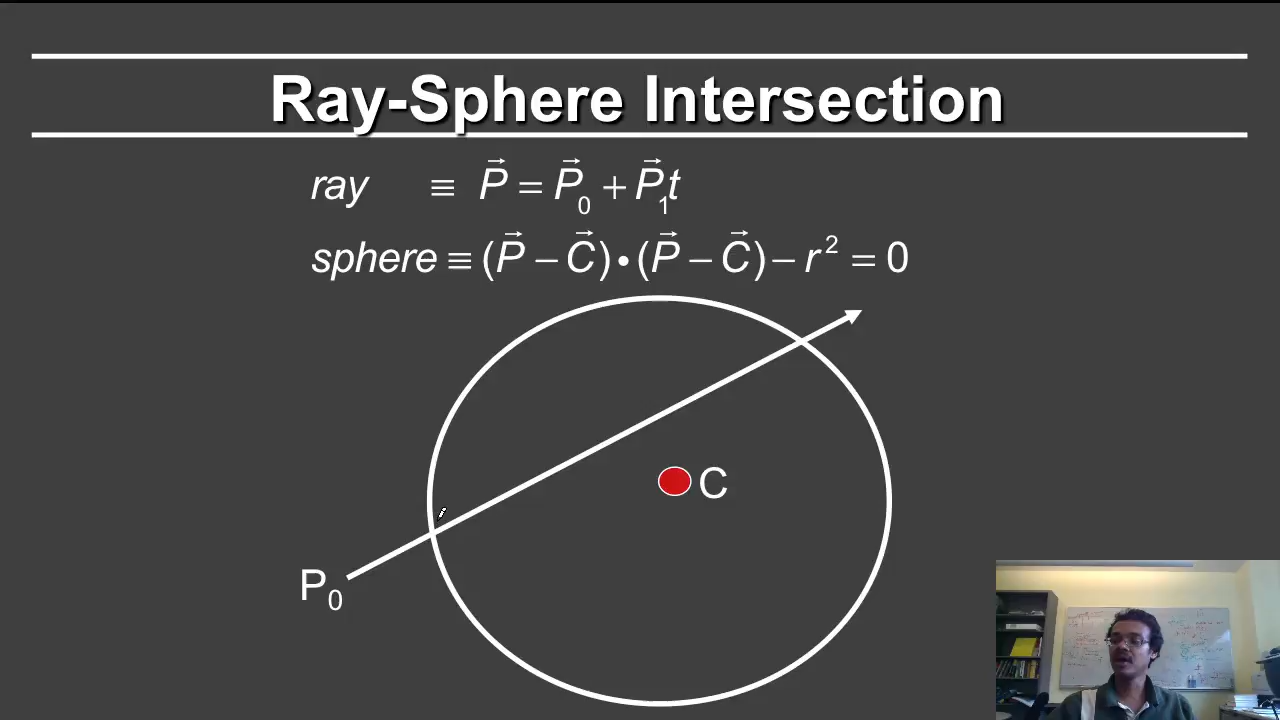 Ray-Sphere Intersection
ray ≡ P⃗ = P⃗₀ + P⃗₁t
sphere ≡ (P⃗ − C⃗) • (P⃗ − C⃗) − r² = 0
C
P₀